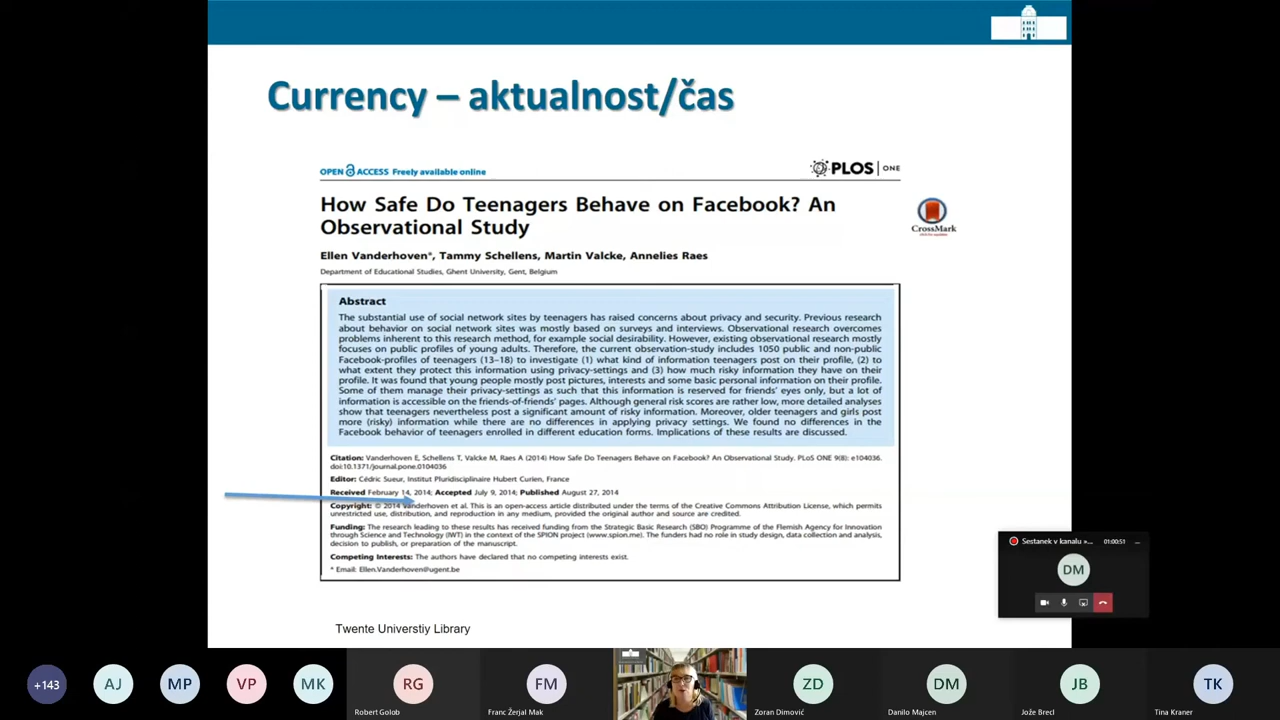 Currency – aktualnost/čas
OPEN ACCESS Freely available online
PLOS ONE
How Safe Do Teenagers Behave on Facebook? An
Observational Study
CrossMark
Ellen Vanderhoven*, Tammy Schellens, Martin Valcke, Annelies Raes
Department of Educational Studies, Ghent University, Gent, Belgium
Abstract
The substantial use of social network sites by teenagers has raised concerns about privacy and security. Previous research
about behavior on social network sites was mostly based on surveys and interviews. Observational research overcomes
problems inherent to this research method, for example social desirability. However, existing observational research mostly
focuses on public profiles of young adults. Therefore, the current observation-study includes 1050 public and non-public
Facebook-profiles of teenagers (13–18) to investigate (1) what kind of information teenagers post on their profile, (2) to
what extent they protect this information using privacy-settings and (3) how much risky information they have on their
profile. It was found that young people mostly post pictures, interests and some basic personal information on their profile.
Some of them manage their privacy-settings as such that this information is reserved for friends' eyes only, but a lot of
information is accessible on the friends-of-friends' pages. Although general risk scores are rather low, more detailed analyses
show that teenagers nevertheless post a significant amount of risky information. Moreover, older teenagers and girls post
more (risky) information while there are no differences in applying privacy settings. We found no differences in the
Facebook behavior of teenagers enrolled in different education forms. Implications of these results are discussed.
Citation: Vanderhoven E, Schellens T, Valcke M, Raes A (2014) How Safe Do Teenagers Behave on Facebook? An Observational Study. PLoS ONE 9(8): e104036.
doi:10.1371/journal.pone.0104036
Editor: Cédric Sueur, Institut Pluridisciplinaire Hubert Curien, France
Received February 14, 2014; Accepted July 9, 2014; Published August 27, 2014
Copyright: © 2014 Vanderhoven et al. This is an open-access article distributed under the terms of the Creative Commons Attribution License, which permits
unrestricted use, distribution, and reproduction in any medium, provided the original author and source are credited.
Funding: The research leading to these results has received funding from the Strategic Basic Research (SBO) Programme of the Flemish Agency for Innovation
through Science and Technology (IWT) in the context of the SPION project (www.spion.me). The funders had no role in study design, data collection and analysis,
decision to publish, or preparation of the manuscript.
Competing Interests: The authors have declared that no competing interests exist.
* Email: Ellen.Vanderhoven@ugent.be
Sestanek v kanalu »... 01:00:51
DM
Twente Universtiy Library
+143 AJ MP VP MK RG FM ZD DM JB TK
Robert Golob Franc Žerjal Mak Zoran Dimović Danilo Majcen Jože Brecl Tina Kraner